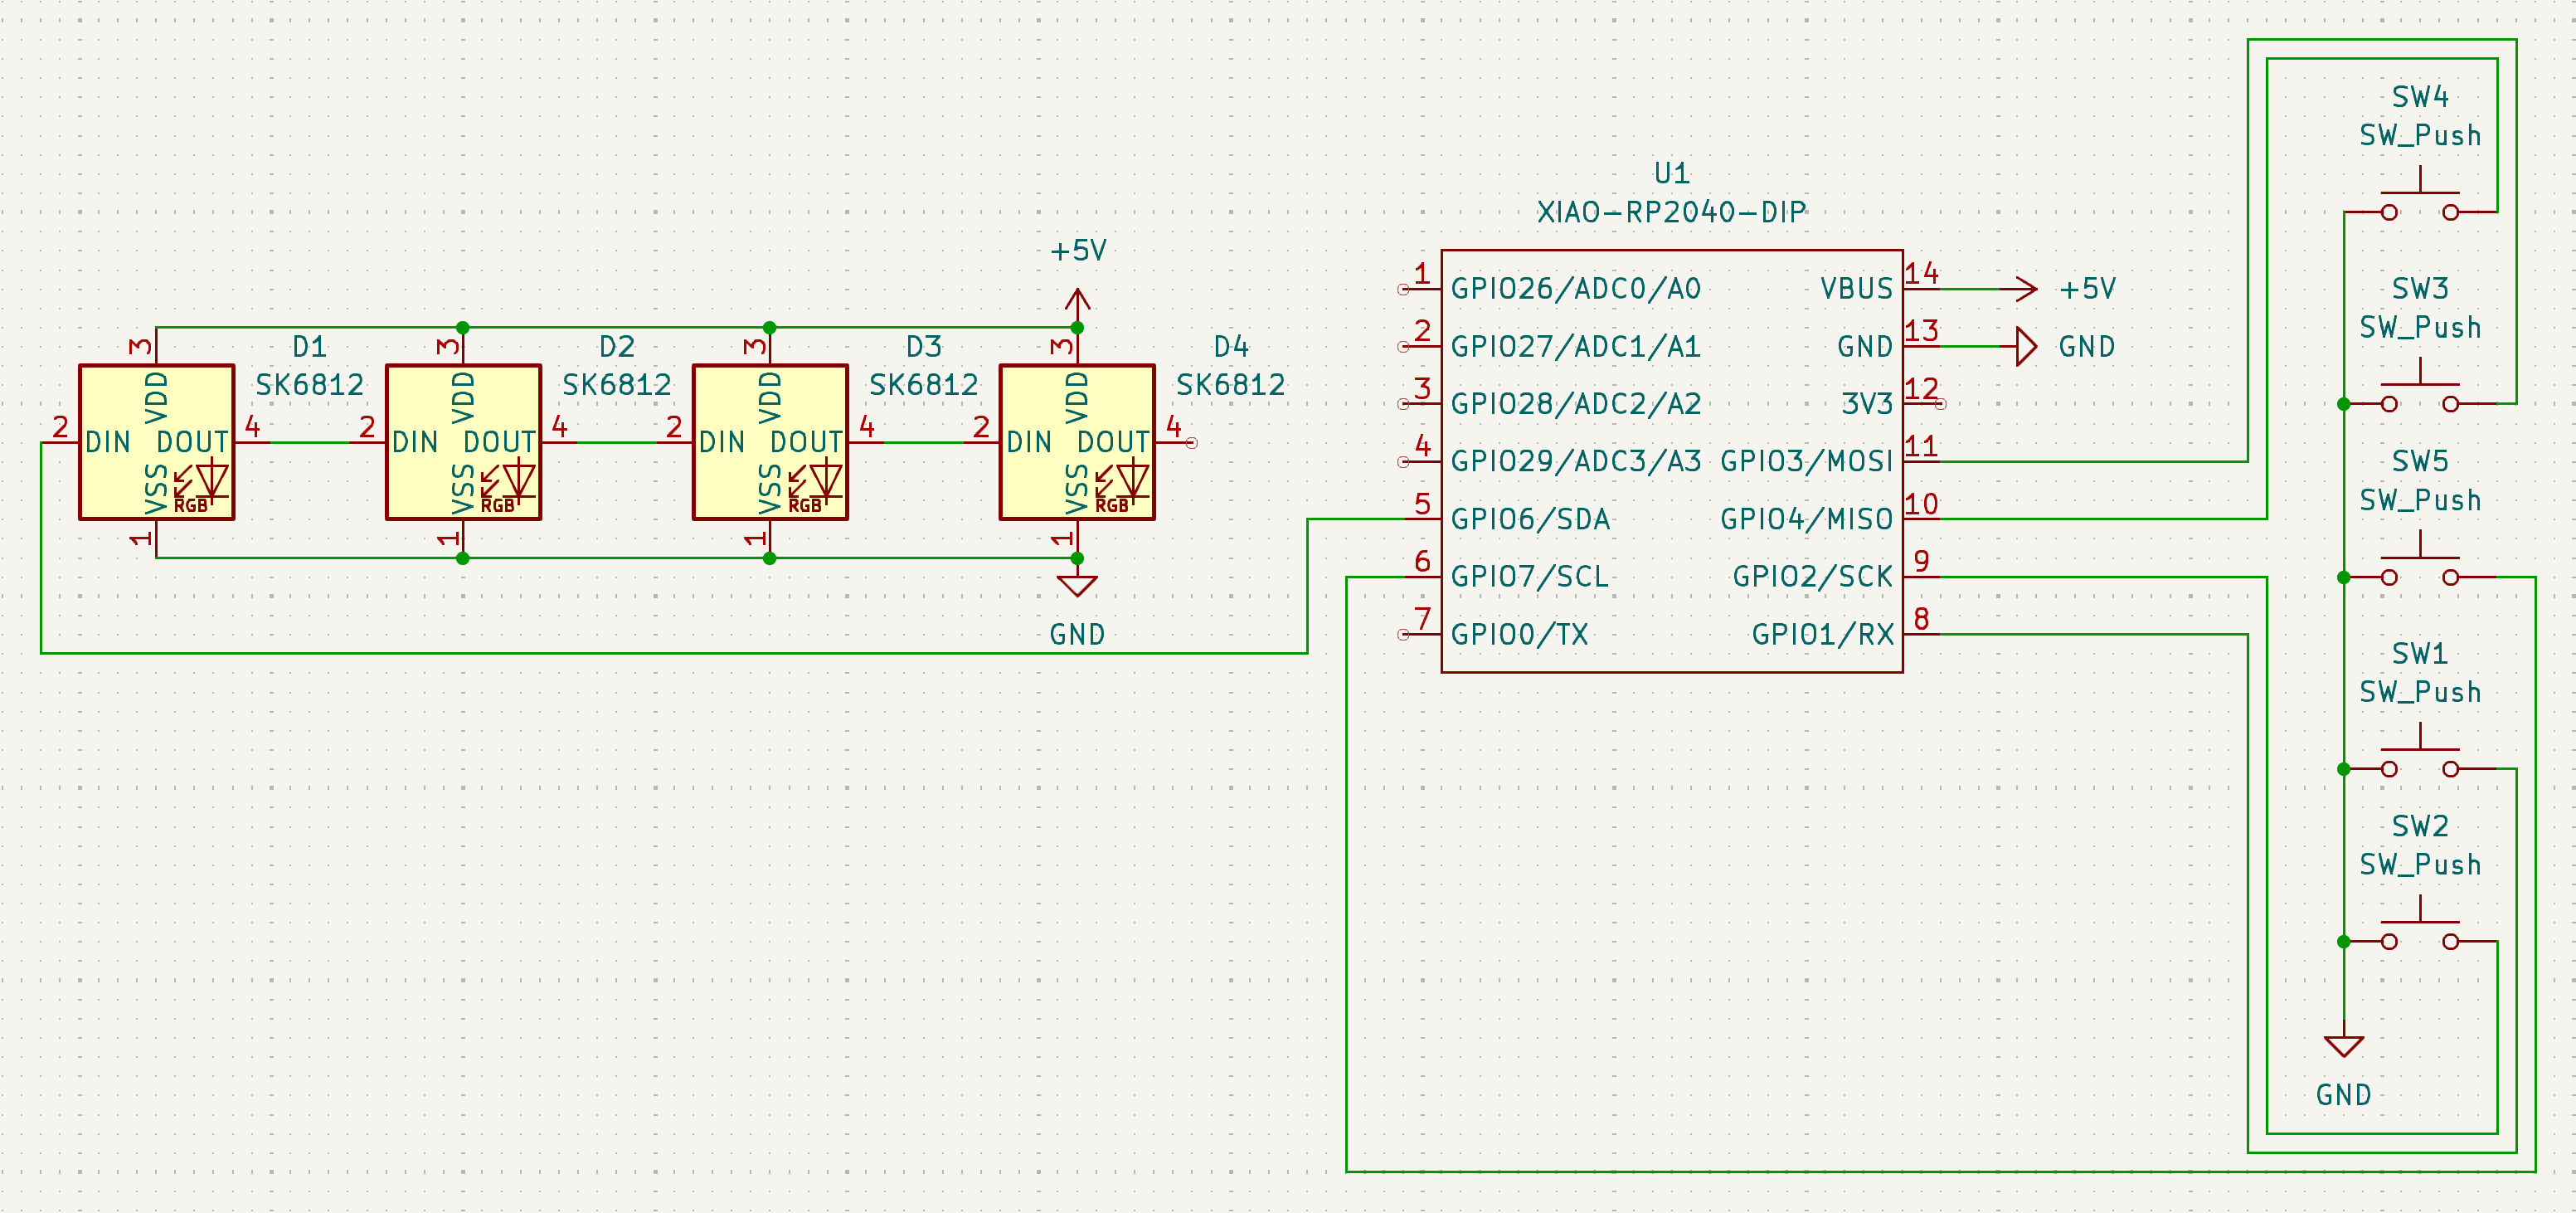 +5V
3
D1
SK6812
VDD
2
DIN
DOUT
4
VSS
RGB
1
3
D2
SK6812
VDD
2
DIN
DOUT
4
VSS
RGB
1
3
D3
SK6812
VDD
2
DIN
DOUT
4
VSS
RGB
1
3
D4
SK6812
VDD
2
DIN
DOUT
4
VSS
RGB
1
GND
U1
XIAO-RP2040-DIP
1 GPIO26/ADC0/A0 VBUS 14 +5V
2 GPIO27/ADC1/A1 GND 13 GND
3 GPIO28/ADC2/A2 3V3 12
4 GPIO29/ADC3/A3 GPIO3/MOSI 11
5 GPIO6/SDA GPIO4/MISO 10
6 GPIO7/SCL GPIO2/SCK 9
7 GPIO0/TX GPIO1/RX 8
SW4
SW_Push
SW3
SW_Push
SW5
SW_Push
SW1
SW_Push
SW2
SW_Push
GND